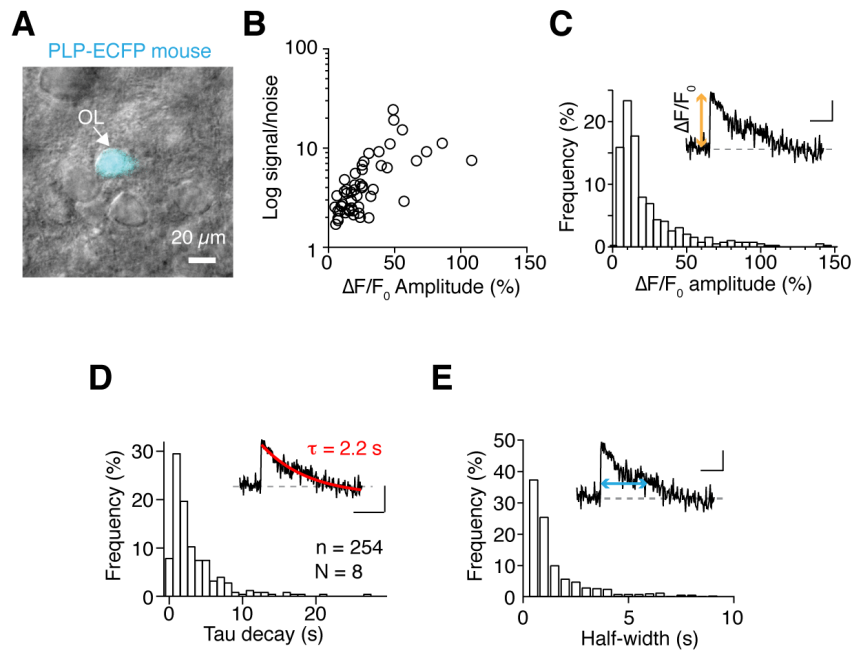 A
PLP-ECFP mouse
OL
20 µm
B
100
10
1
Log signal/noise
0
50
100
150
ΔF/F₀ Amplitude (%)
C
20
15
10
5
0
Frequency (%)
ΔF/F₀
0
50
100
150
ΔF/F₀ amplitude (%)
D
30
20
10
0
Frequency (%)
τ = 2.2 s
n = 254
N = 8
0
10
20
Tau decay (s)
E
50
40
30
20
10
0
Frequency (%)
0
5
10
Half-width (s)